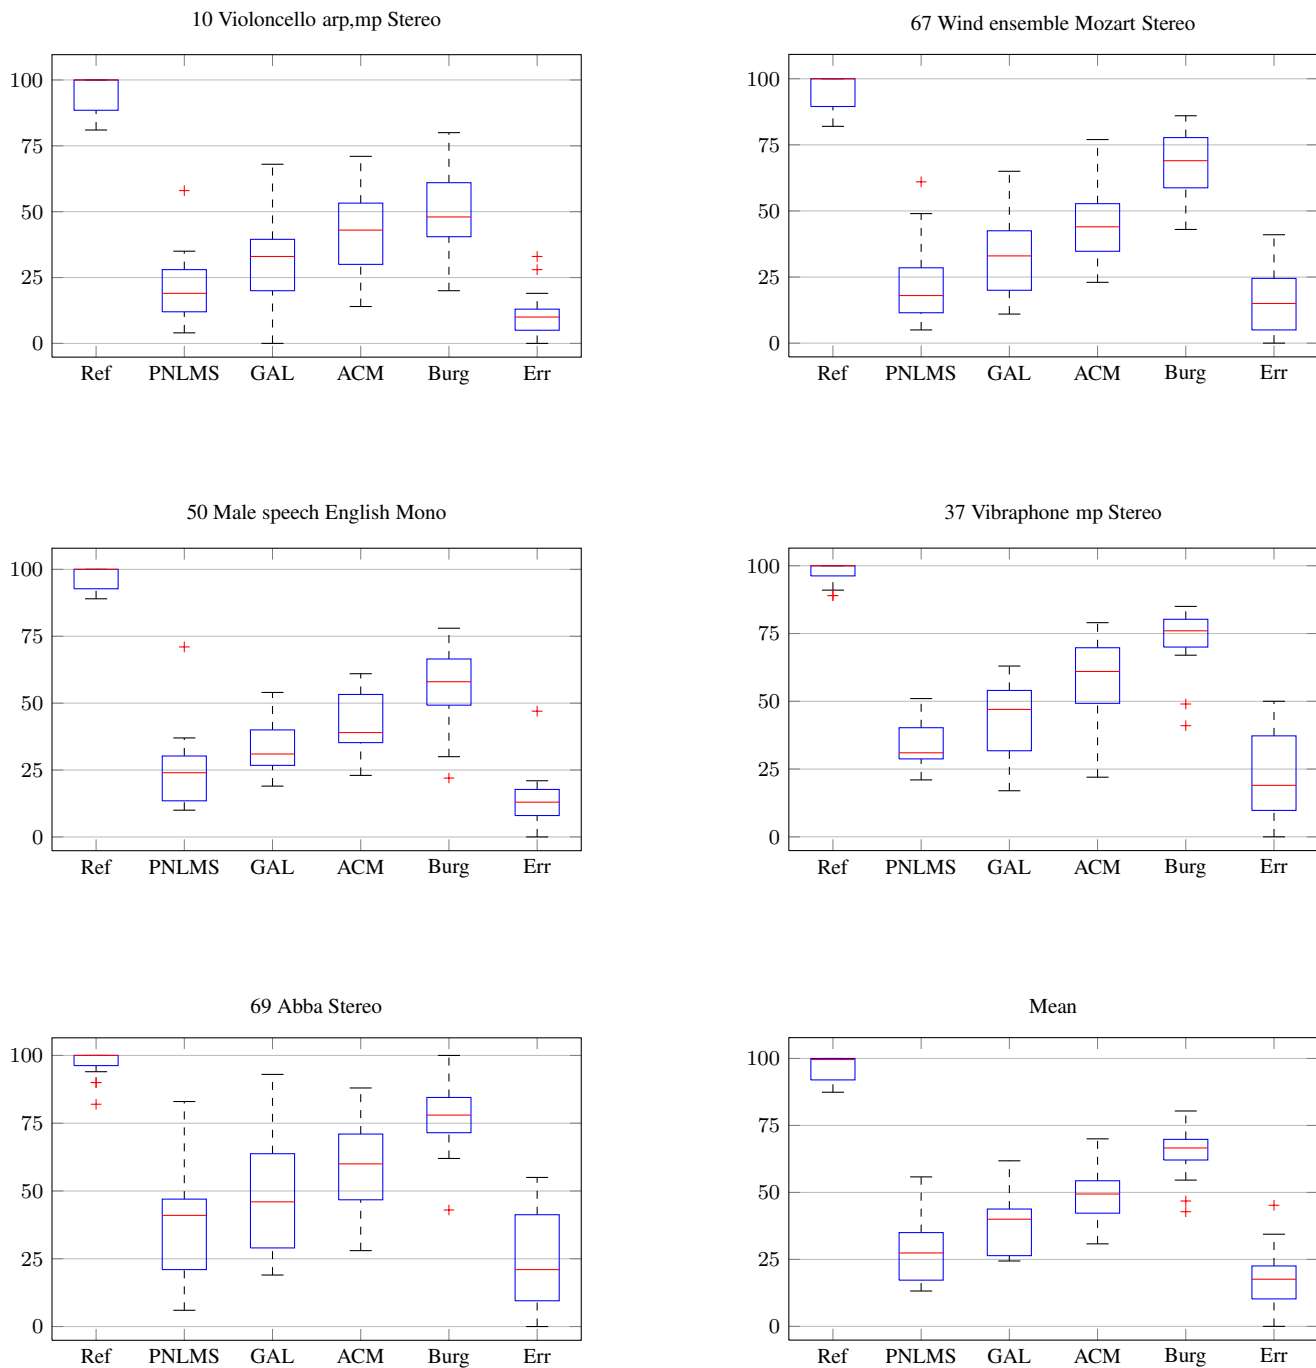 10 Violoncello arp,mp Stereo
100
75
50
25
0
Ref PNLMS GAL ACM Burg Err
67 Wind ensemble Mozart Stereo
100
75
50
25
0
Ref PNLMS GAL ACM Burg Err
50 Male speech English Mono
100
75
50
25
0
Ref PNLMS GAL ACM Burg Err
37 Vibraphone mp Stereo
100
75
50
25
0
Ref PNLMS GAL ACM Burg Err
69 Abba Stereo
100
75
50
25
0
Ref PNLMS GAL ACM Burg Err
Mean
100
75
50
25
0
Ref PNLMS GAL ACM Burg Err